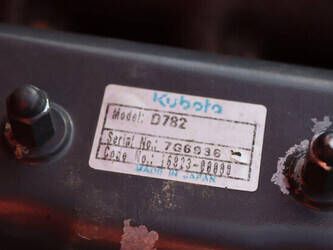 Kubota
Model: D782
Serial No.: 7G6936
Code No.: 16823-00000
MADE IN JAPAN